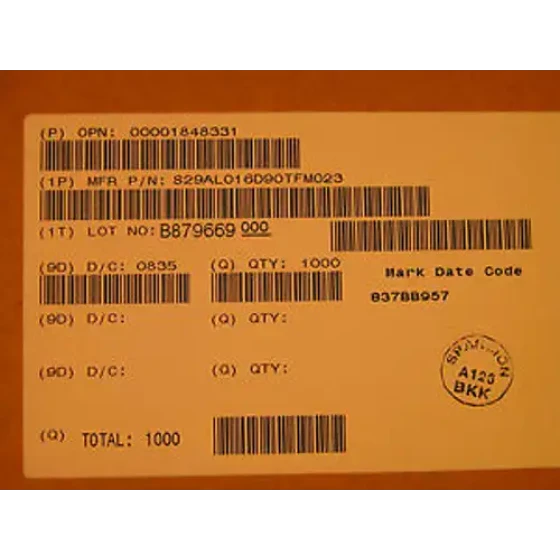 (P) OPN: 00001848331
(1P) MFR P/N: S29AL016D90TFM023
(1T) LOT NO: B879669 000
(9D) D/C: 0835 (Q) QTY: 1000
Mark Date Code
837BB957
(9D) D/C: (Q) QTY:
(9D) D/C: (Q) QTY:
SPANSION
A126
BKK
(Q) TOTAL: 1000